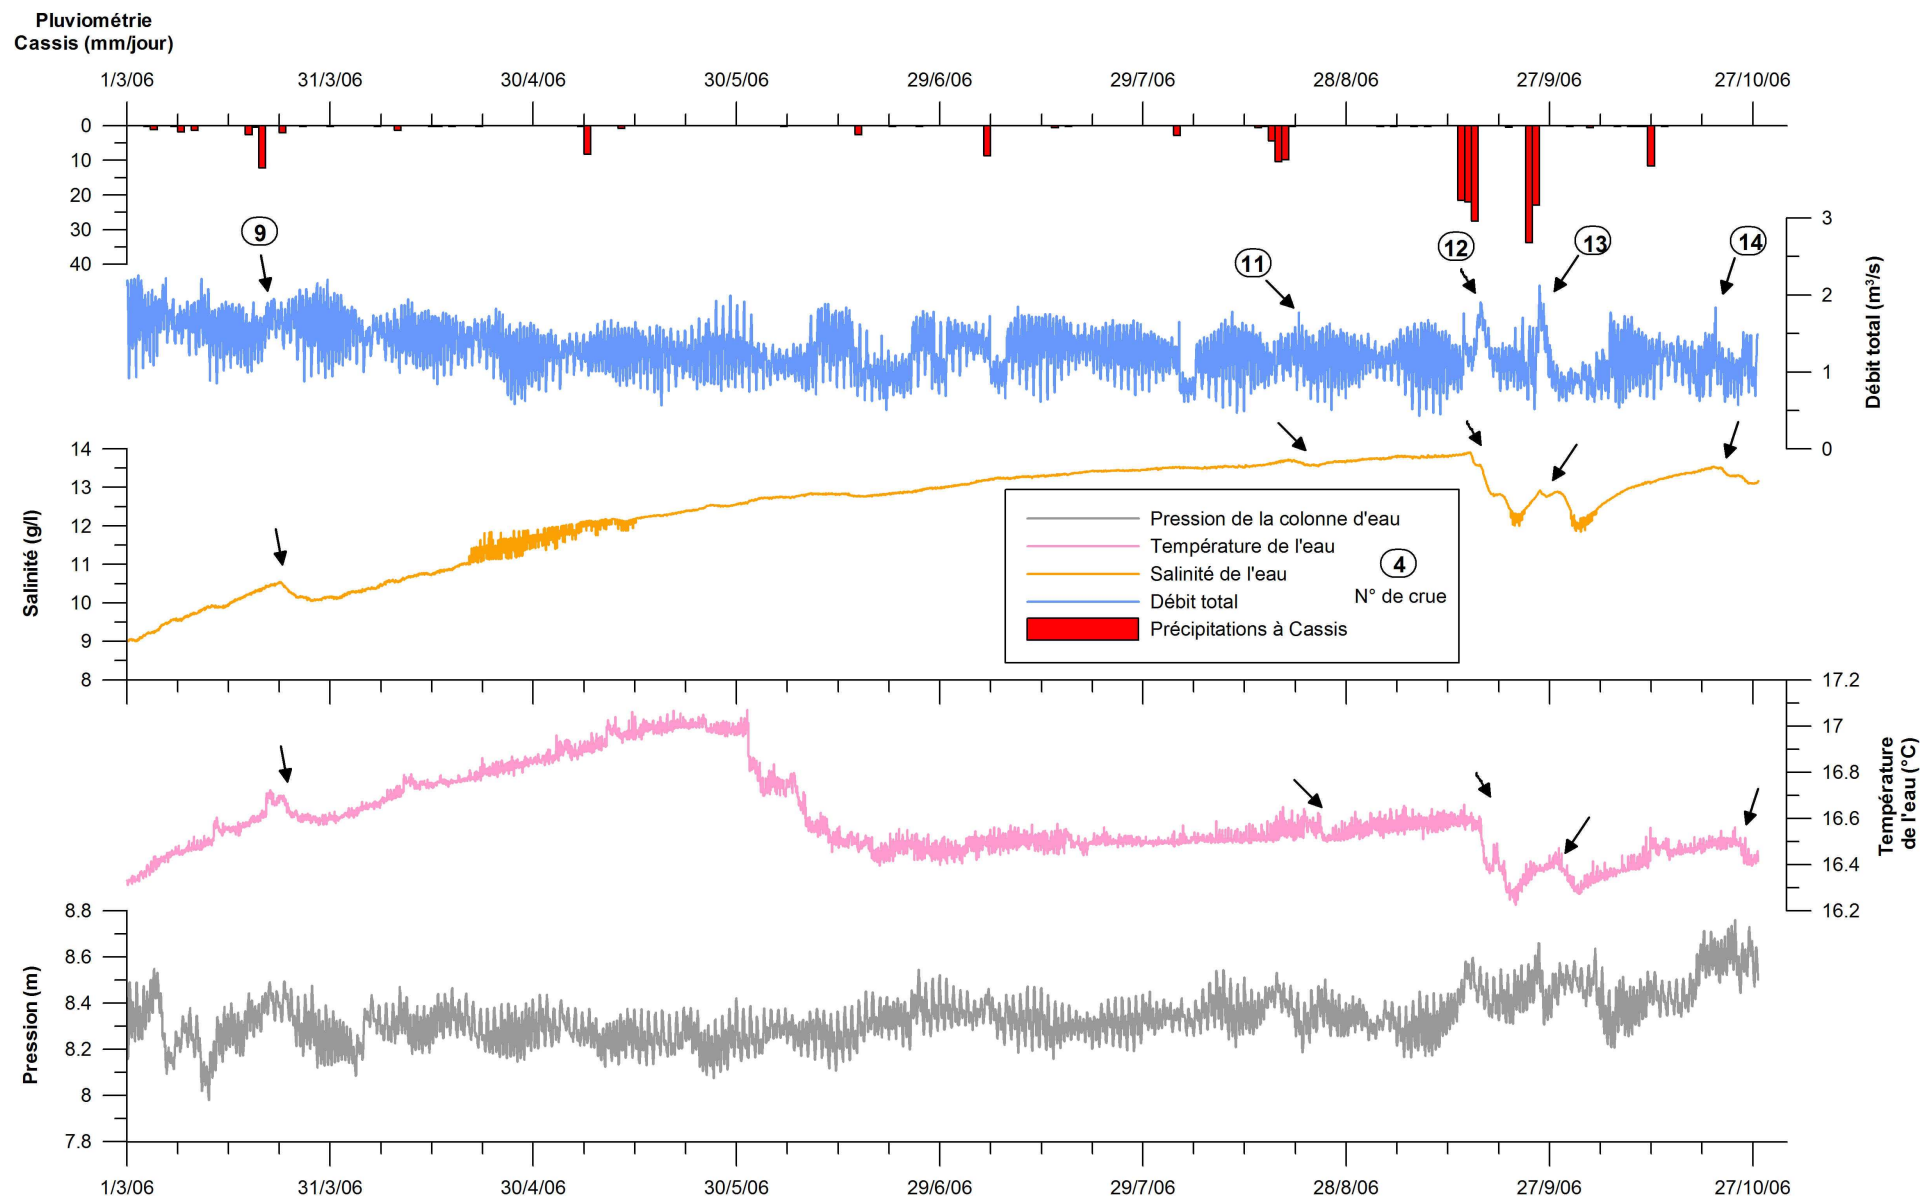 Pluviométrie
Cassis (mm/jour)
1/3/06 31/3/06 30/4/06 30/5/06 29/6/06 29/7/06 28/8/06 27/9/06 27/10/06
0
10
20
30
40
9
11
12
13
14
3
2
1
0
Débit total (m³/s)
14
13
12
11
10
9
8
Salinité (g/l)
Pression de la colonne d'eau
Température de l'eau
Salinité de l'eau
Débit total
Précipitations à Cassis
4
N° de crue
17.2
17
16.8
16.6
16.4
16.2
Température
de l'eau (°C)
8.8
8.6
8.4
8.2
8
7.8
Pression (m)
1/3/06 31/3/06 30/4/06 30/5/06 29/6/06 29/7/06 28/8/06 27/9/06 27/10/06